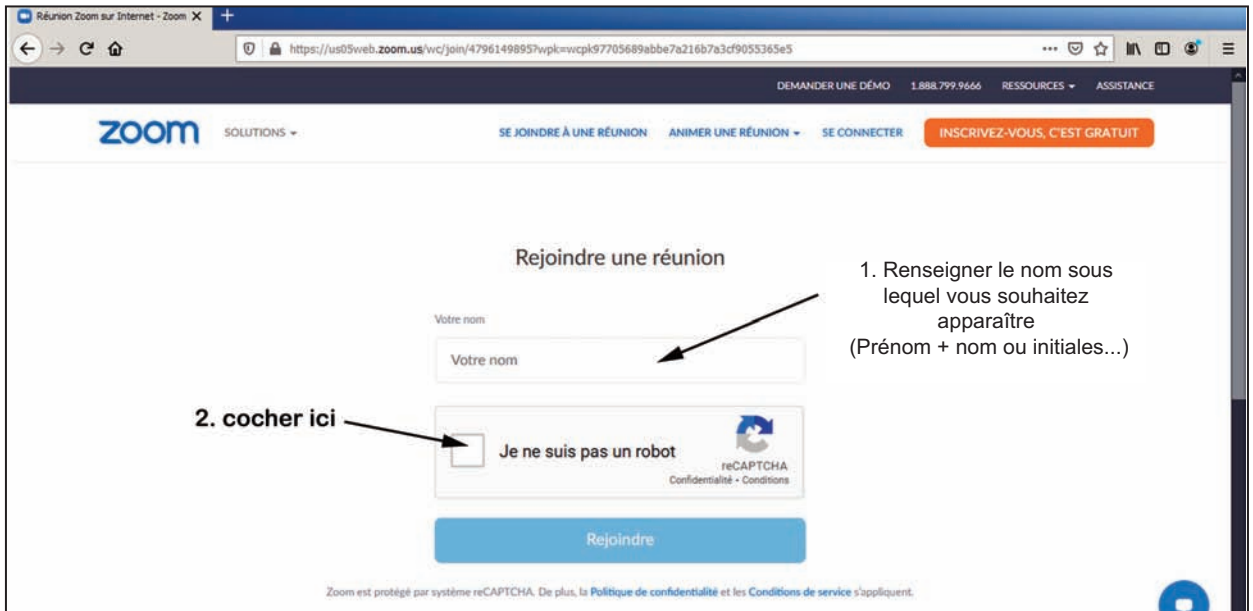 Réunion Zoom sur Internet - Zoom X +
https://us05web.zoom.us/wc/join/4796149895?wpk=wcpk97705689abbe7a216b7a3cf9055365e5
DEMANDER UNE DÉMO 1.888.799.9666 RESSOURCES ASSISTANCE
zoom SOLUTIONS SE JOINDRE À UNE RÉUNION ANIMER UNE RÉUNION SE CONNECTER INSCRIVEZ-VOUS, C'EST GRATUIT
Rejoindre une réunion
1. Renseigner le nom sous
lequel vous souhaitez
apparaître
(Prénom + nom ou initiales...)
Votre nom
Votre nom
2. cocher ici
Je ne suis pas un robot
reCAPTCHA
Confidentialité - Conditions
Rejoindre
Zoom est protégé par système reCAPTCHA. De plus, la Politique de confidentialité et les Conditions de service s'appliquent.